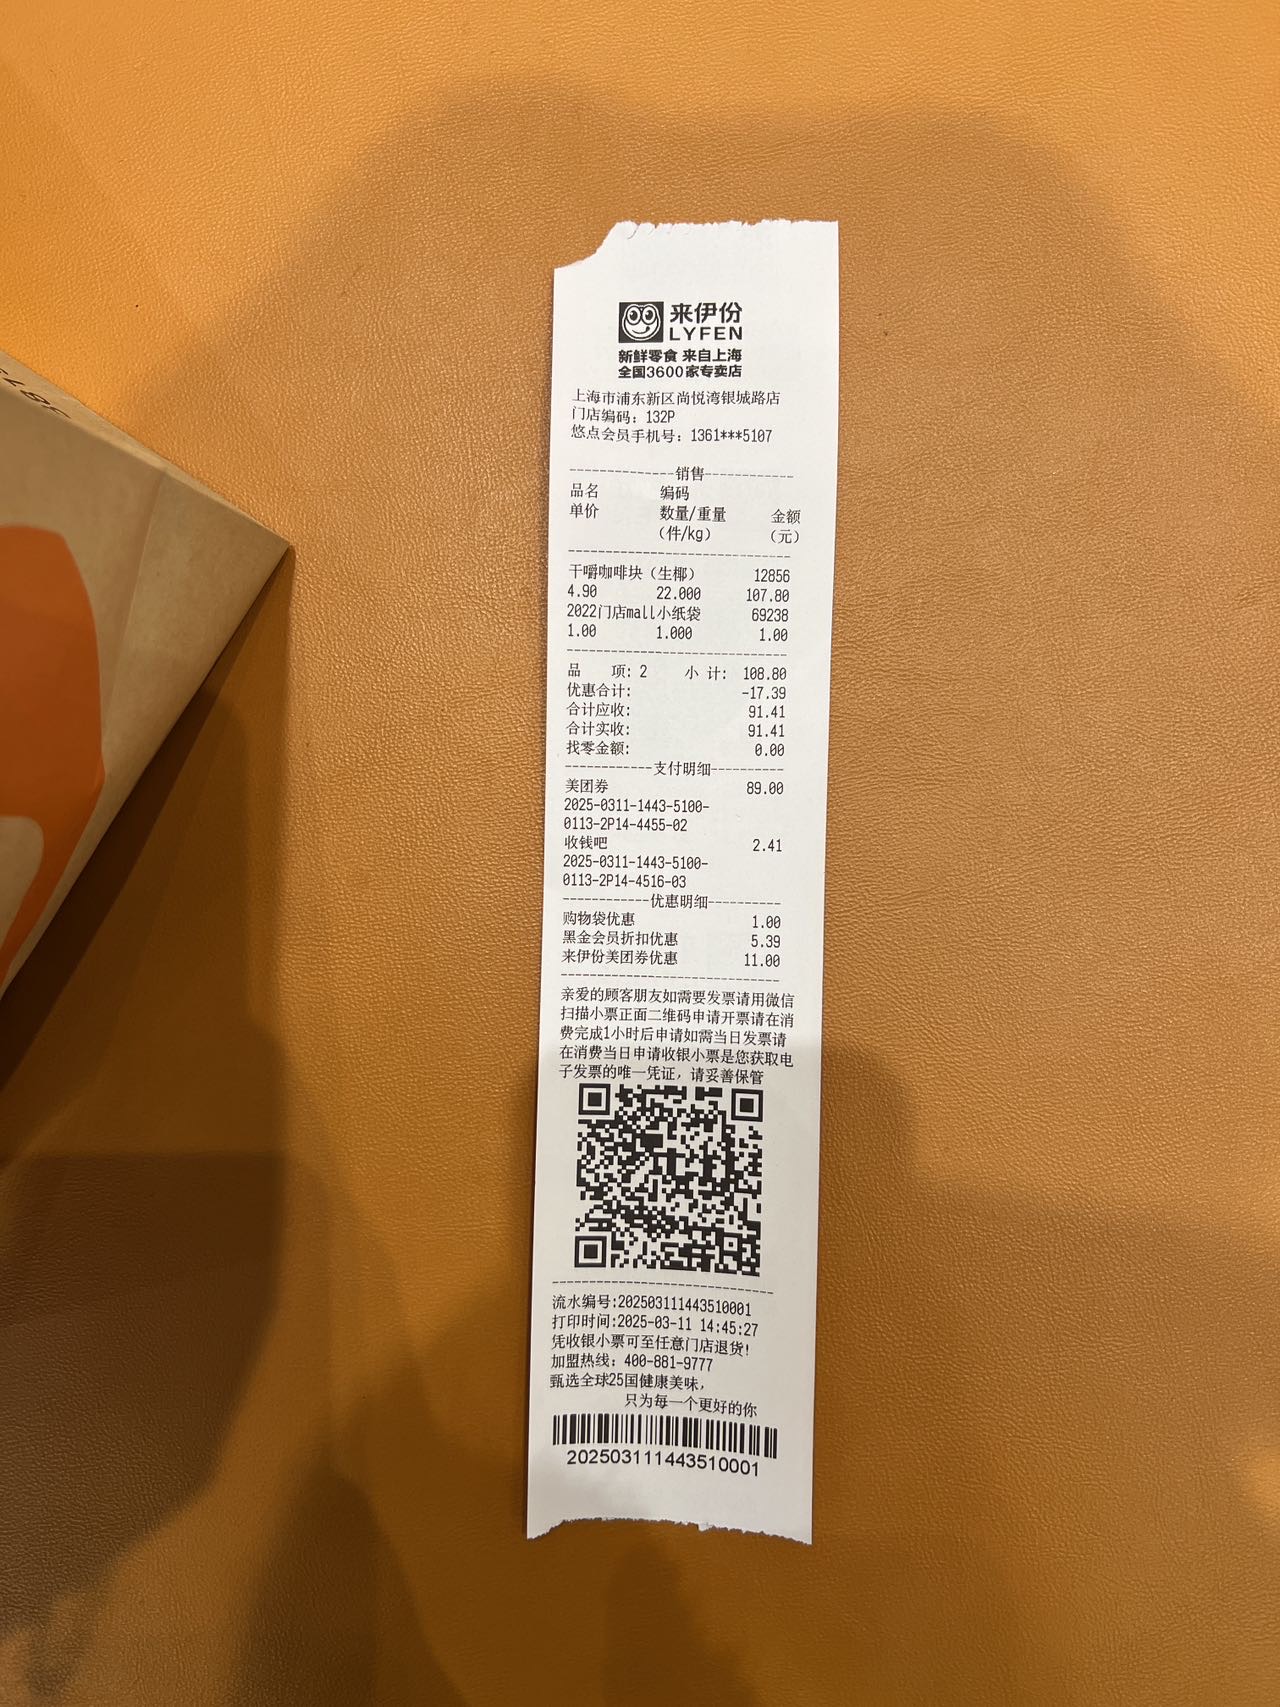 来伊份
LYFEN
新鲜零食 来自上海
全国3600家专卖店
上海市浦东新区尚悦湾银城路店
门店编码：132P
悠点会员手机号：1361***5107
--------------销售------------
品名 编码
单价 数量/重量 金额
（件/kg） （元）
------------------------------
干嚼咖啡块（生椰） 12856
4.90 22.000 107.80
2022门店mall小纸袋 69238
1.00 1.000 1.00
------------------------------
品 项: 2 小 计: 108.80
优惠合计: -17.39
合计应收: 91.41
合计实收: 91.41
找零金额: 0.00
------------支付明细----------
美团券 89.00
2025-0311-1443-5100-
0113-2P14-4455-02
收钱吧 2.41
2025-0311-1443-5100-
0113-2P14-4516-03
------------优惠明细----------
购物袋优惠 1.00
黑金会员折扣优惠 5.39
来伊份美团券优惠 11.00
------------------------------
亲爱的顾客朋友如需要发票请用微信
扫描小票正面二维码申请开票请在消
费完成1小时后申请如需当日发票请
在消费当日申请收银小票是您获取电
子发票的唯一凭证，请妥善保管
------------------------------
流水编号:202503111443510001
打印时间:2025-03-11 14:45:27
凭收银小票可至任意门店退货!
加盟热线：400-881-9777
甄选全球25国健康美味，
只为每一个更好的你
202503111443510001